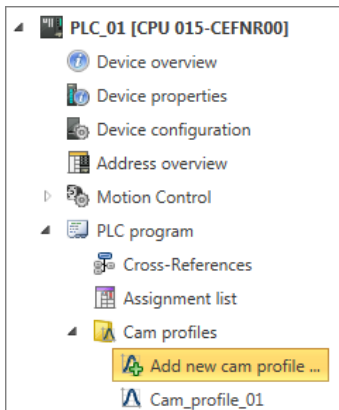 PLC_01 [CPU 015-CEFNR00]
Device overview
Device properties
Device configuration
Address overview
Motion Control
PLC program
Cross-References
Assignment list
Cam profiles
Add new cam profile ...
Cam_profile_01